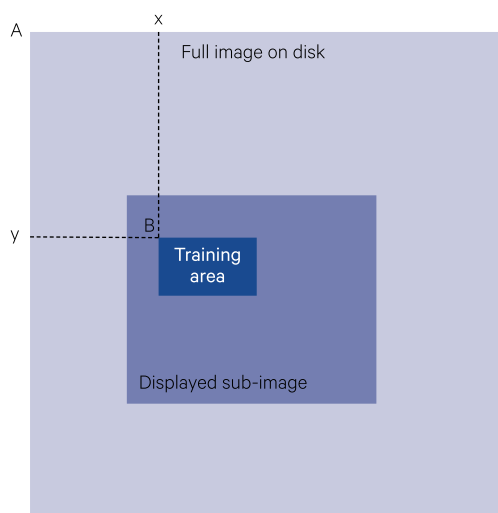 x
A
Full image on disk
B
y
Training
area
Displayed sub-image